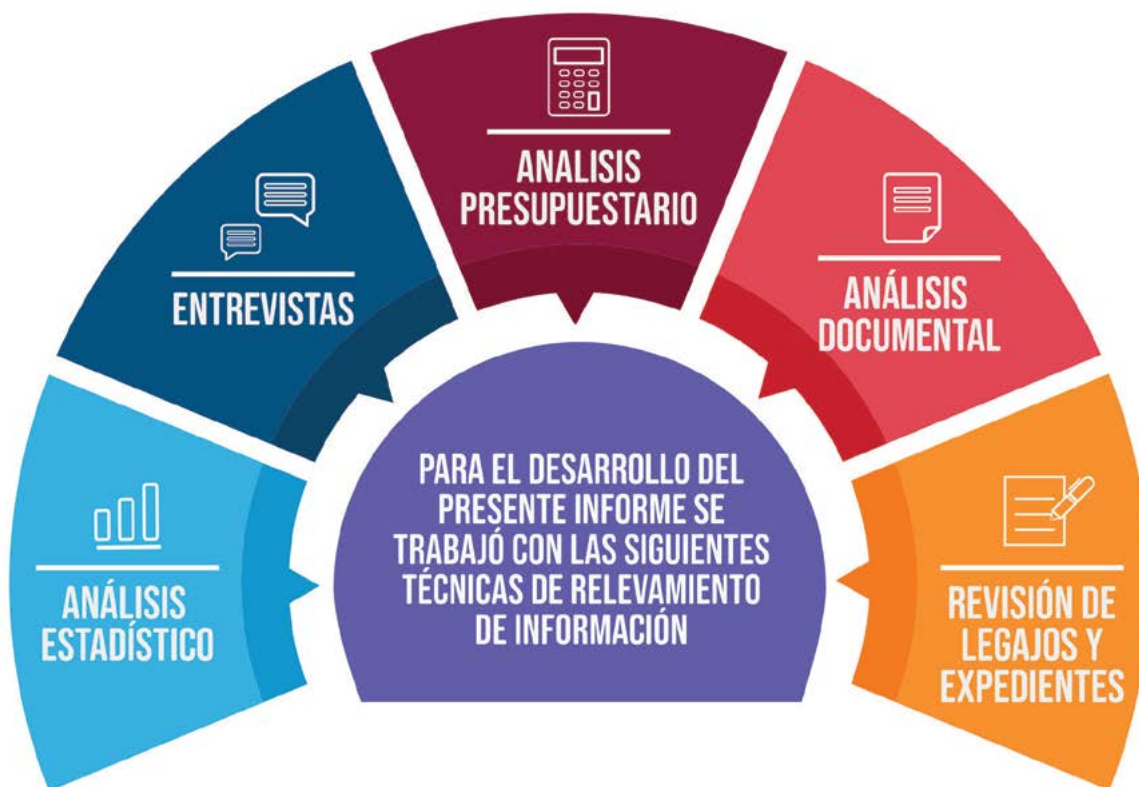 ANALISIS
PRESUPUESTARIO
ENTREVISTAS
ANÁLISIS
DOCUMENTAL
ANÁLISIS
ESTADÍSTICO
PARA EL DESARROLLO DEL
PRESENTE INFORME SE
TRABAJÓ CON LAS SIGUIENTES
TÉCNICAS DE RELEVAMIENTO
DE INFORMACIÓN
REVISIÓN DE
LEGAJOS Y
EXPEDIENTES